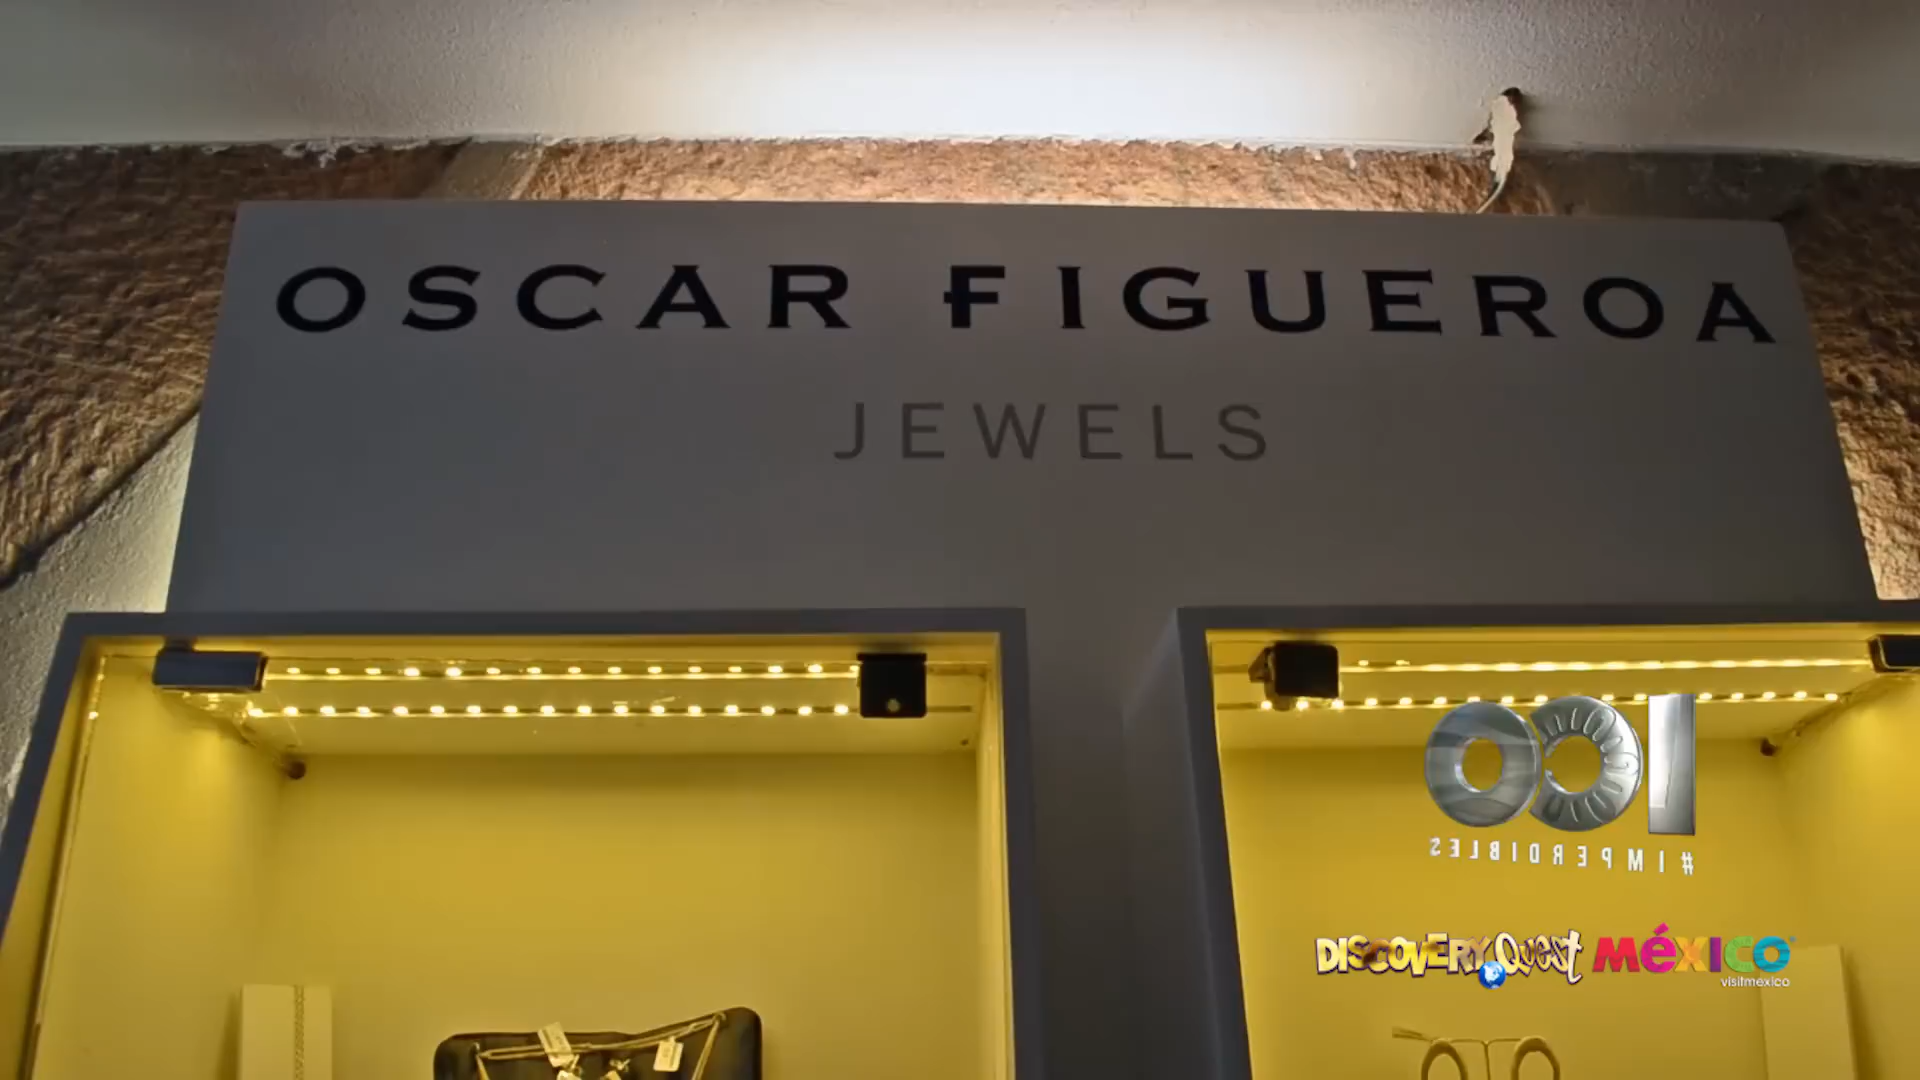 OSCAR FIGUEROA
JEWELS
100
#IMPERDIBLES
DISCOVERY Quest
méxico
visitmexico